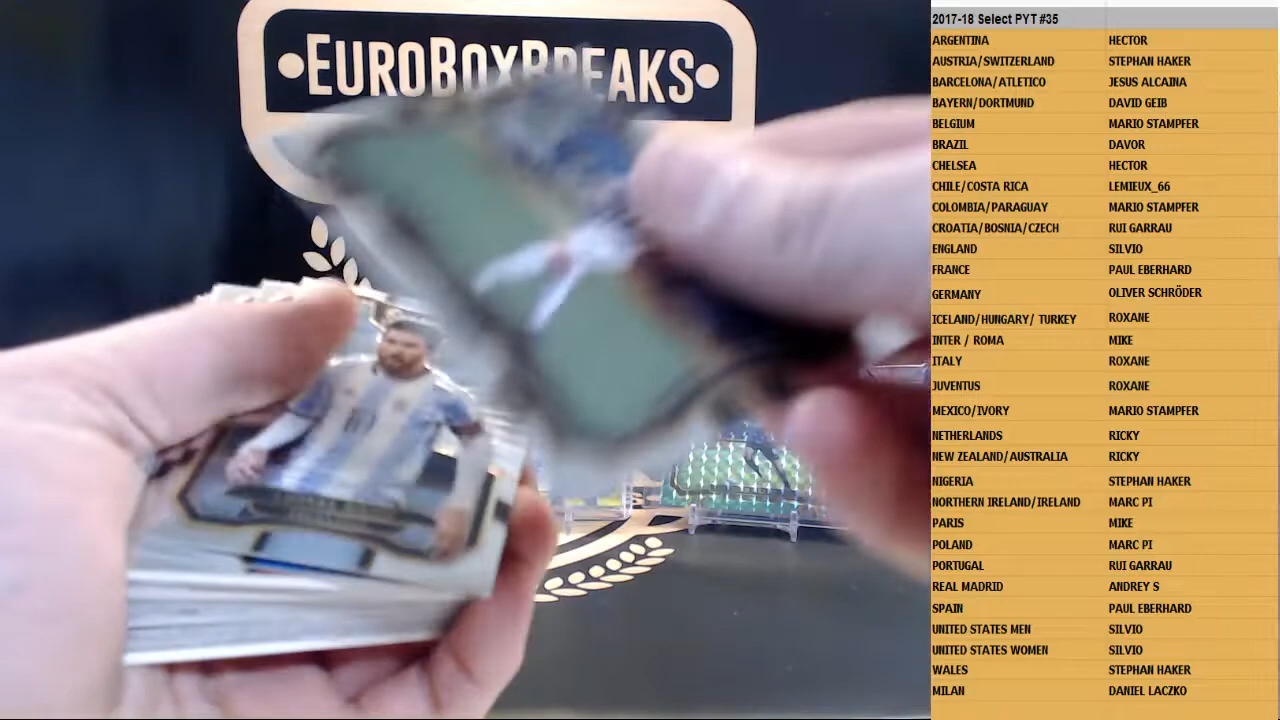 •EUROBOXBREAKS•
2017-18 Select PYT #35
ARGENTINA HECTOR
AUSTRIA/SWITZERLAND STEPHAN HAKER
BARCELONA/ATLETICO JESUS ALCAINA
BAYERN/DORTMUND DAVID GEIB
BELGIUM MARIO STAMPFER
BRAZIL DAVOR
CHELSEA HECTOR
CHILE/COSTA RICA LEMIEUX_66
COLOMBIA/PARAGUAY MARIO STAMPFER
CROATIA/BOSNIA/CZECH RUI GARRAU
ENGLAND SILVIO
FRANCE PAUL EBERHARD
GERMANY OLIVER SCHRÖDER
ICELAND/HUNGARY/ TURKEY ROXANE
INTER / ROMA MIKE
ITALY ROXANE
JUVENTUS ROXANE
MEXICO/IVORY MARIO STAMPFER
NETHERLANDS RICKY
NEW ZEALAND/AUSTRALIA RICKY
NIGERIA STEPHAN HAKER
NORTHERN IRELAND/IRELAND MARC PI
PARIS MIKE
POLAND MARC PI
PORTUGAL RUI GARRAU
REAL MADRID ANDREY S
SPAIN PAUL EBERHARD
UNITED STATES MEN SILVIO
UNITED STATES WOMEN SILVIO
WALES STEPHAN HAKER
MILAN DANIEL LACZKO